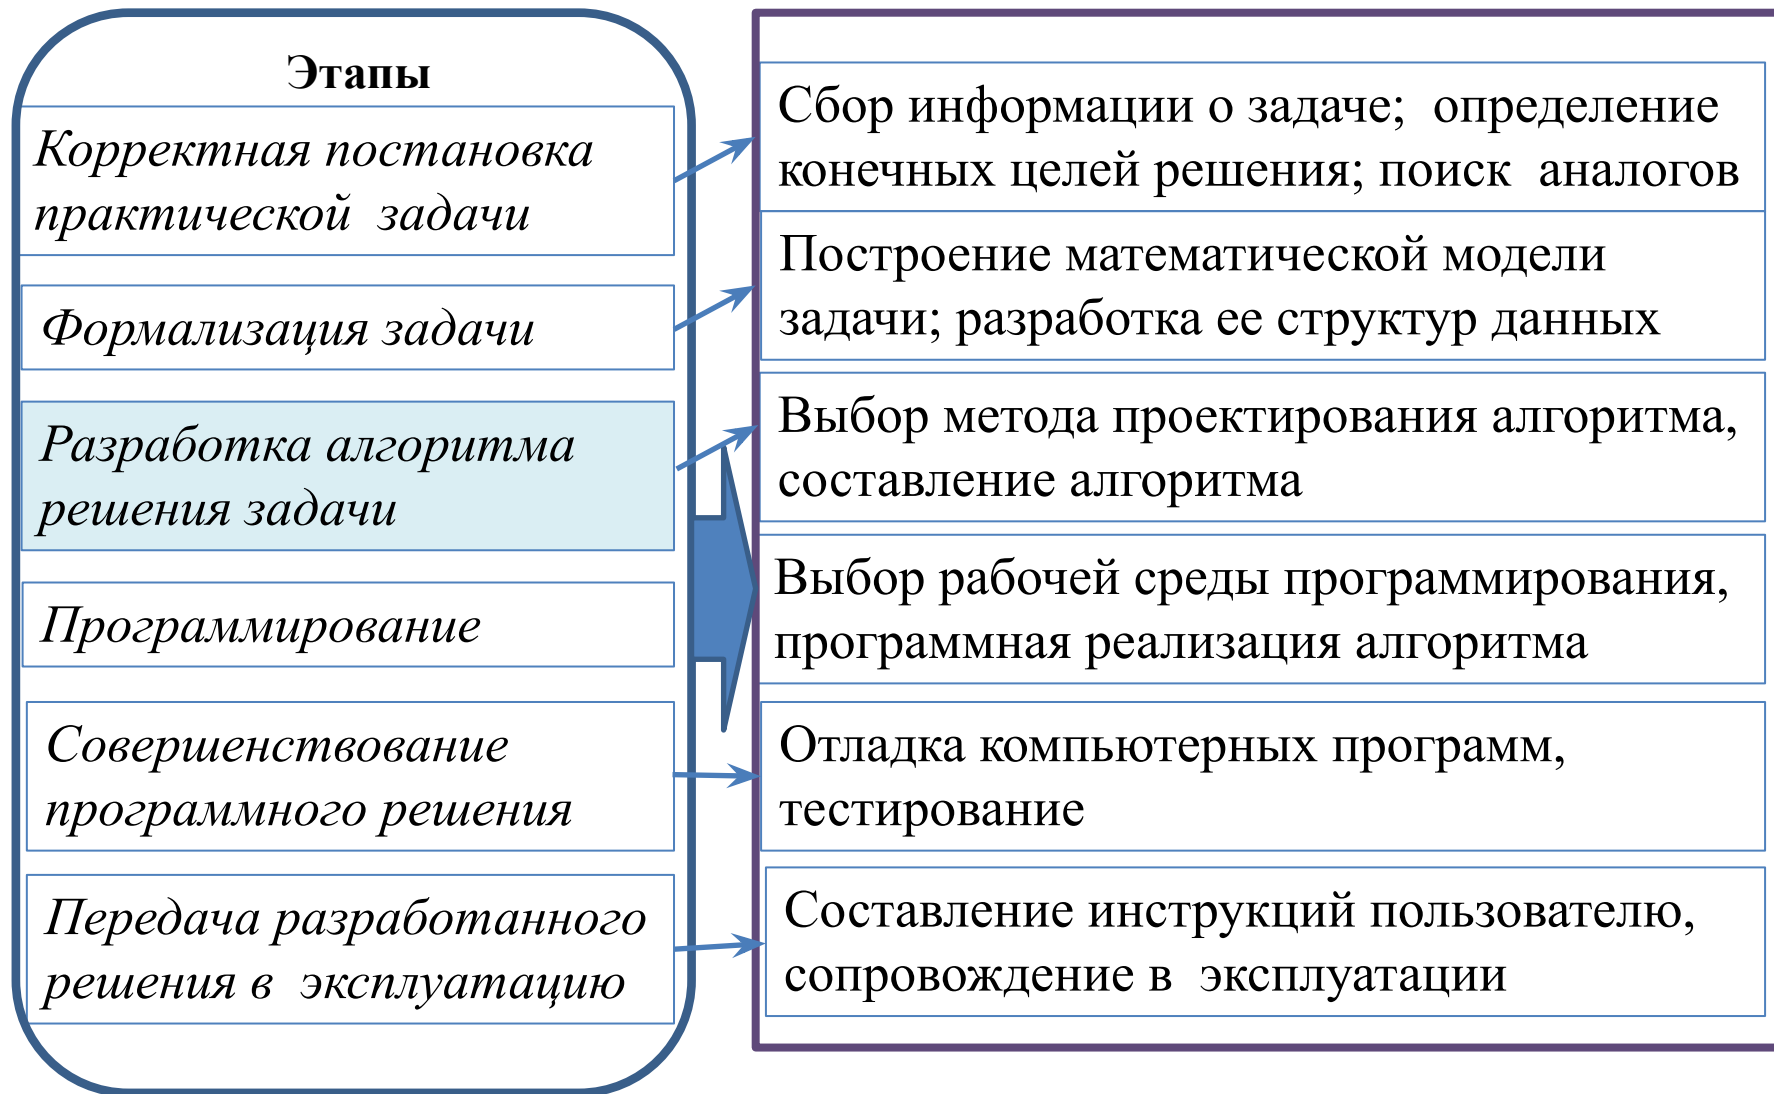 Этапы
Корректная постановка
практической задачи
Формализация задачи
Разработка алгоритма
решения задачи
Программирование
Совершенствование
программного решения
Передача разработанного
решения в эксплуатацию
Сбор информации о задаче; определение
конечных целей решения; поиск аналогов
Построение математической модели
задачи; разработка ее структур данных
Выбор метода проектирования алгоритма,
составление алгоритма
Выбор рабочей среды программирования,
программная реализация алгоритма
Отладка компьютерных программ,
тестирование
Составление инструкций пользователю,
сопровождение в эксплуатации